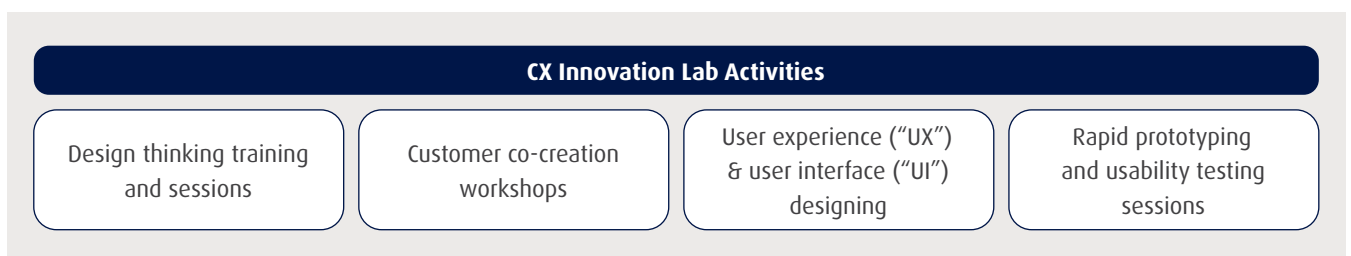 CX Innovation Lab Activities
Design thinking training
and sessions
Customer co-creation
workshops
User experience (“UX”)
& user interface (“UI”)
designing
Rapid prototyping
and usability testing
sessions